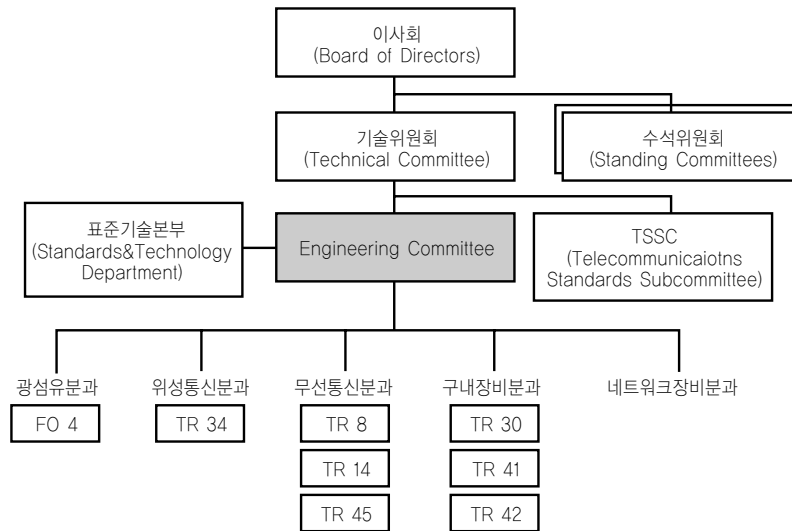 이사회
(Board of Directors)
기술위원회
(Technical Committee)
수석위원회
(Standing Committees)
표준기술본부
(Standards&Technology
Department)
Engineering Committee
TSSC
(Telecommunicaiotns
Standards Subcommittee)
광섬유분과
위성통신분과
무선통신분과
구내장비분과
네트워크장비분과
FO 4
TR 34
TR 8
TR 30
TR 14
TR 41
TR 45
TR 42